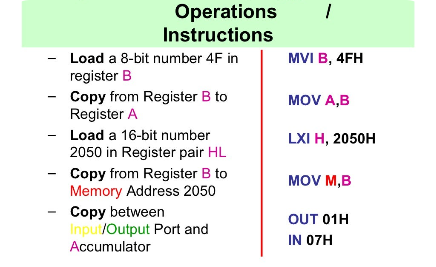 Operations /
Instructions
– Load a 8-bit number 4F in
register B
MVI B, 4FH
– Copy from Register B to
Register A
MOV A,B
– Load a 16-bit number
2050 in Register pair HL
LXI H, 2050H
– Copy from Register B to
Memory Address 2050
MOV M,B
– Copy between
Input/Output Port and
Accumulator
OUT 01H
IN 07H